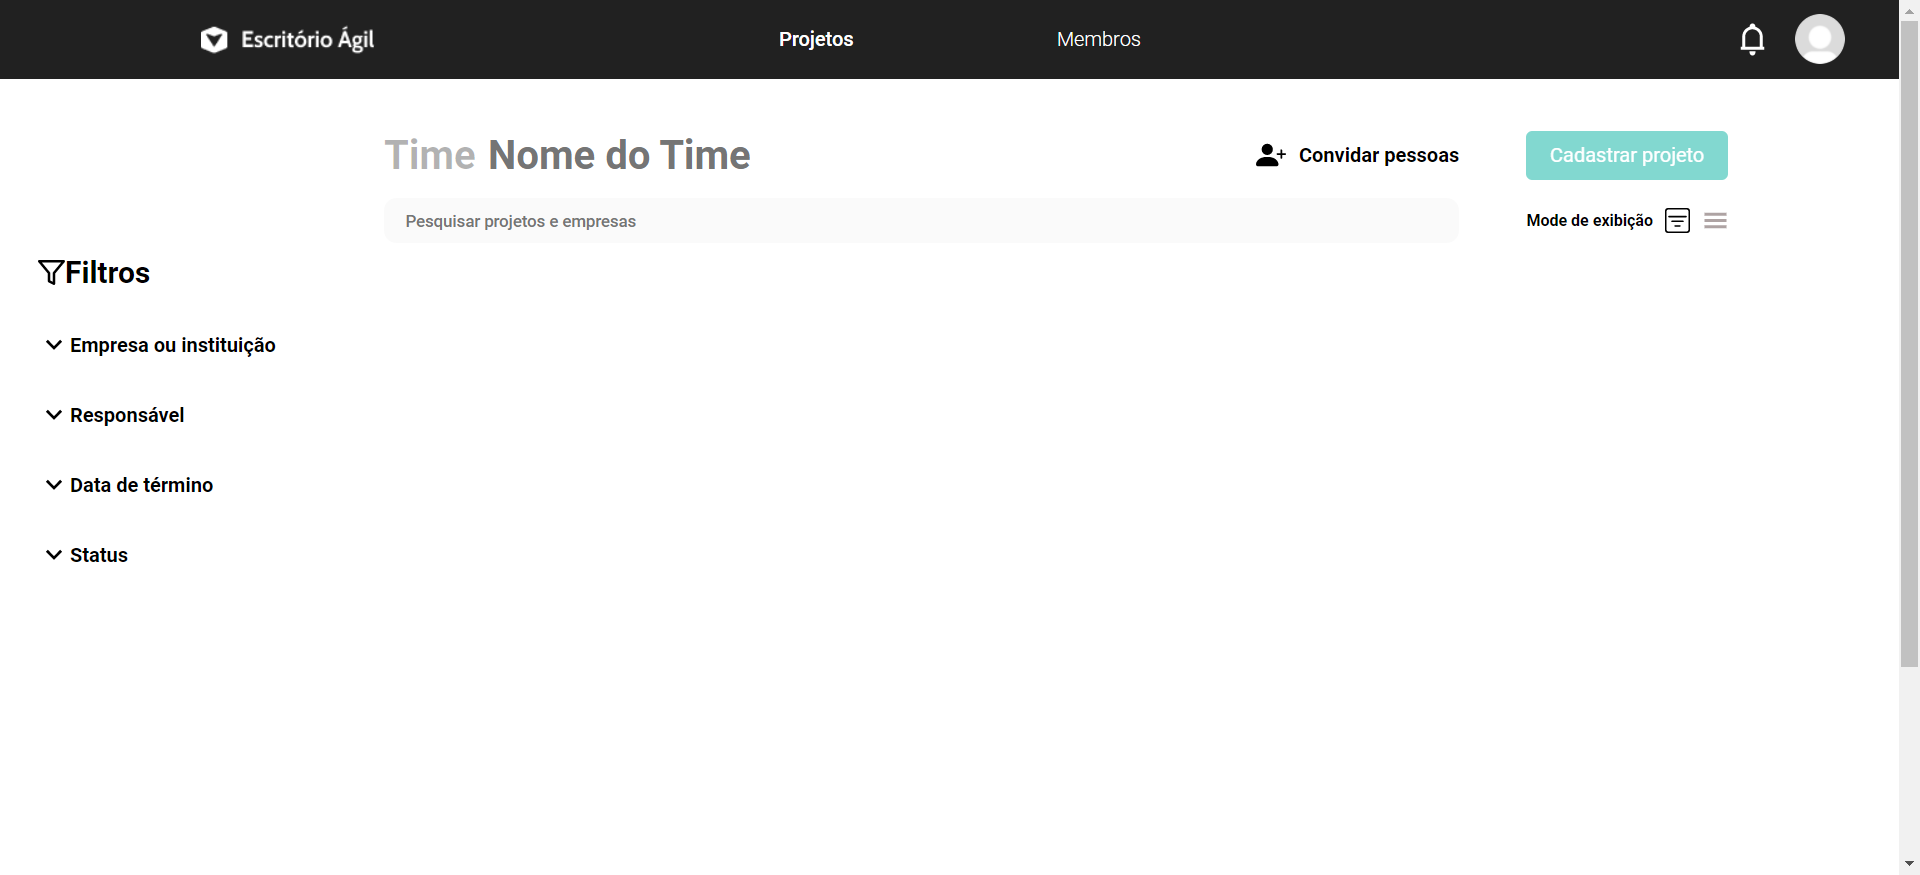 Escritório Ágil
Projetos
Membros
Time Nome do Time
Convidar pessoas
Cadastrar projeto
Pesquisar projetos e empresas
Mode de exibição
Filtros
Empresa ou instituição
Responsável
Data de término
Status